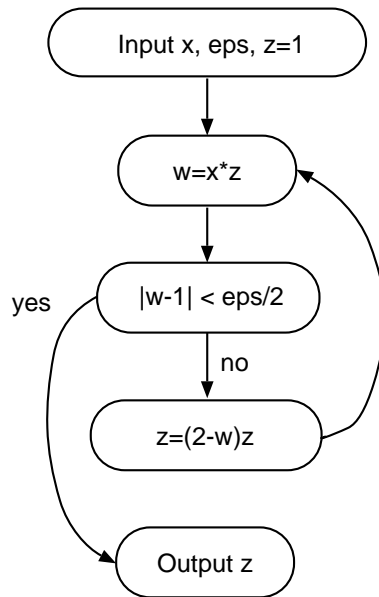 Input x, eps, z=1
w=x*z
|w-1| < eps/2
yes
no
z=(2-w)z
Output z